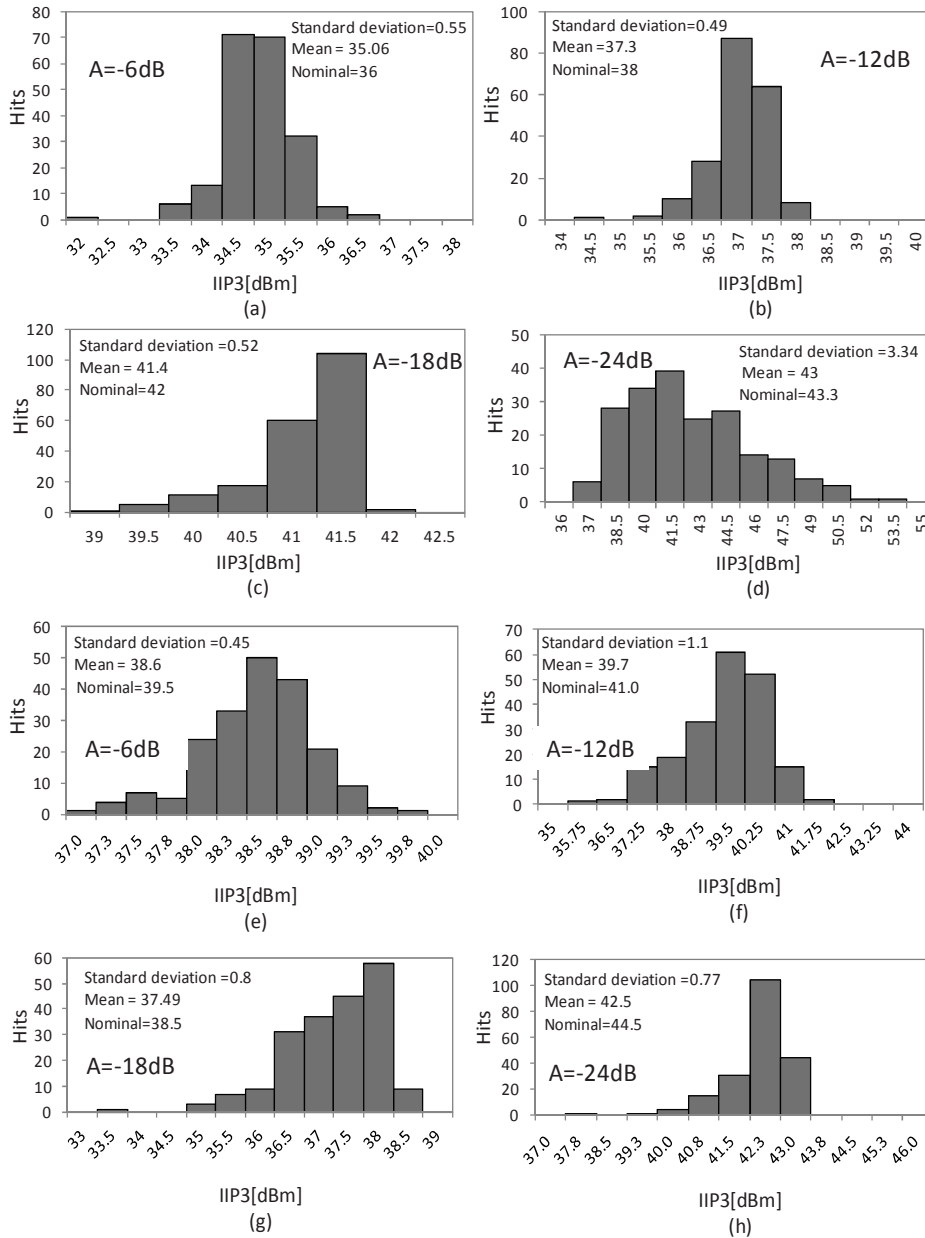 80
70
60
50
40
30
20
10
0
Hits
A=-6dB
Standard deviation=0.55
Mean = 35.06
Nominal=36
32 32.5 33 33.5 34 34.5 35 35.5 36 36.5 37 37.5 38
IIP3[dBm]
(a)
100
80
60
40
20
0
Hits
Standard deviation=0.49
Mean =37.3
Nominal=38
A=-12dB
34 34.5 35 35.5 36 36.5 37 37.5 38 38.5 39 39.5 40
IIP3[dBm]
(b)
120
100
80
60
40
20
0
Hits
Standard deviation =0.52
Mean = 41.4
Nominal=42
A=-18dB
39 39.5 40 40.5 41 41.5 42 42.5
IIP3[dBm]
(c)
50
40
30
20
10
0
Hits
A=-24dB
Standard deviation =3.34
Mean = 43
Nominal=43.3
36 37 38.5 40 41.5 43 44.5 46 47.5 49 50.5 52 53.5 55
IIP3[dBm]
(d)
60
50
40
30
20
10
0
Hits
Standard deviation =0.45
Mean = 38.6
Nominal=39.5
A=-6dB
37.0 37.3 37.5 37.8 38.0 38.3 38.5 38.8 39.0 39.3 39.5 39.8 40.0
IIP3[dBm]
(e)
70
60
50
40
30
20
10
0
Hits
Standard deviation =1.1
Mean = 39.7
Nominal=41.0
A=-12dB
35 35.75 36.5 37.25 38 38.75 39.5 40.25 41 41.75 42.5 43.25 44
IIP3[dBm]
(f)
60
50
40
30
20
10
0
Hits
Standard deviation =0.8
Mean = 37.49
Nominal=38.5
A=-18dB
33 33.5 34 34.5 35 35.5 36 36.5 37 37.5 38 38.5 39
IIP3[dBm]
(g)
120
100
80
60
40
20
0
Hits
Standard deviation =0.77
Mean = 42.5
Nominal=44.5
A=-24dB
37.0 37.8 38.5 39.3 40.0 40.8 41.5 42.3 43.0 43.8 44.5 45.3 46.0
IIP3[dBm]
(h)